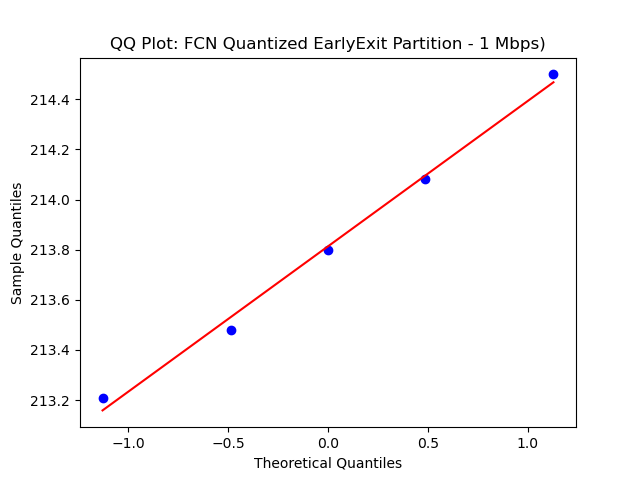 QQ Plot: FCN Quantized EarlyExit Partition - 1 Mbps)
Sample Quantiles
214.4
214.2
214.0
213.8
213.6
213.4
213.2
−1.0 −0.5 0.0 0.5 1.0
Theoretical Quantiles